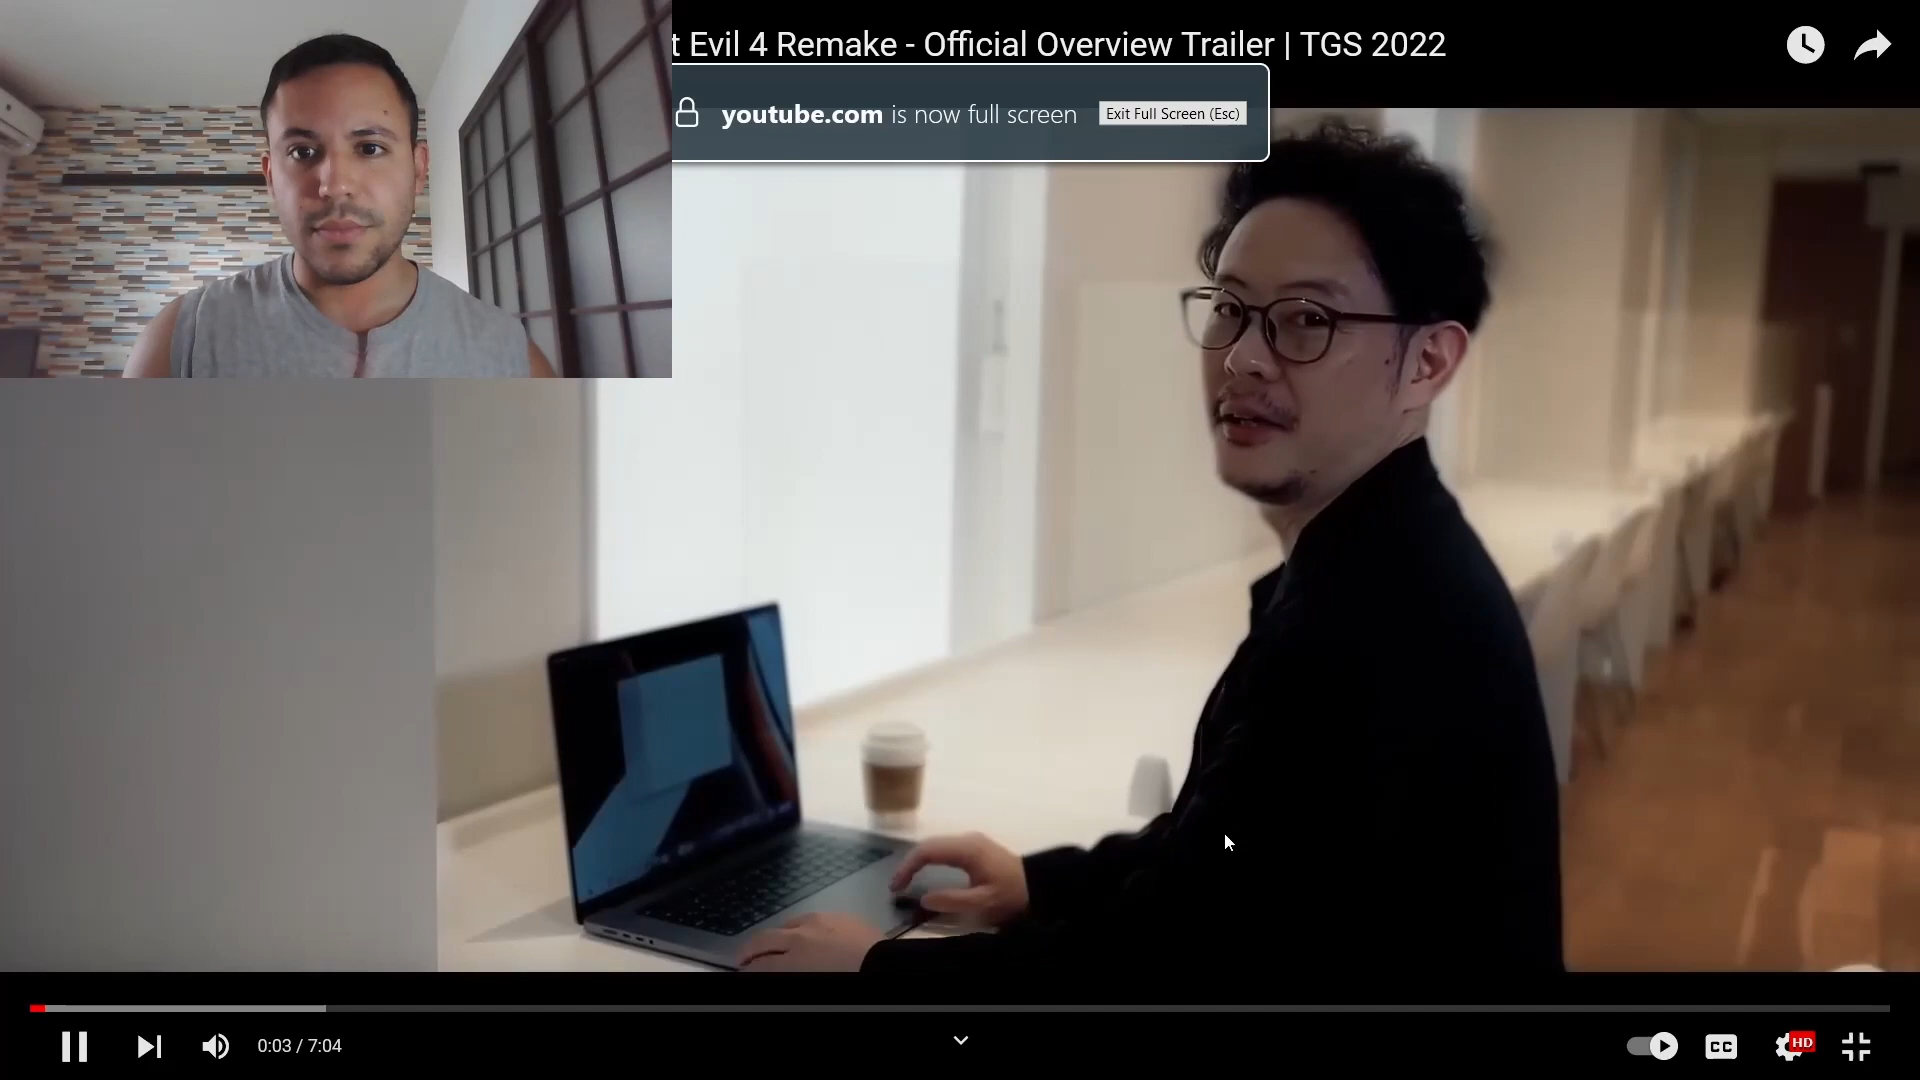 t Evil 4 Remake - Official Overview Trailer | TGS 2022
youtube.com is now full screen Exit Full Screen (Esc)
0:03 / 7:04
CC
HD